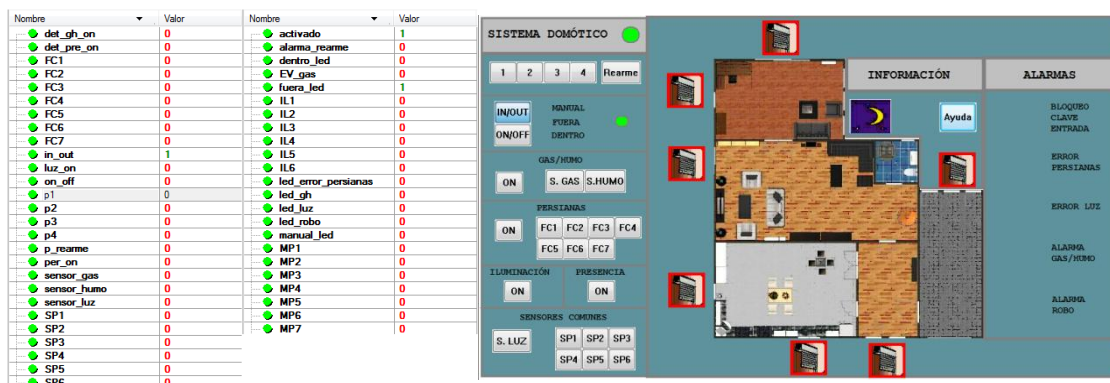 Nombre Valor
det_gh_on 0
det_pre_on 0
FC1 0
FC2 0
FC3 0
FC4 0
FC5 0
FC6 0
FC7 0
in_out 1
luz_on 0
on_off 0
p1 0
p2 0
p3 0
p4 0
p_rearme 0
per_on 0
sensor_gas 0
sensor_humo 0
sensor_luz 0
SP1 0
SP2 0
SP3 0
SP4 0
SP5 0
SP6 0
Nombre Valor
activado 1
alarma_rearme 0
dentro_led 0
EV_gas 0
fuera_led 1
IL1 0
IL2 0
IL3 0
IL4 0
IL5 0
IL6 0
led_error_persianas 0
led_gh 0
led_luz 0
led_robo 0
manual_led 0
MP1 0
MP2 0
MP3 0
MP4 0
MP5 0
MP6 0
MP7 0
SISTEMA DOMÓTICO
1 2 3 4 Rearme
IN/OUT
ON/OFF
MANUAL
FUERA
DENTRO
GAS/HUMO
ON S. GAS S.HUMO
PERSIANAS
ON FC1 FC2 FC3 FC4
FC5 FC6 FC7
ILUMINACIÓN PRESENCIA
ON ON
SENSORES COMUNES
S. LUZ SP1 SP2 SP3
SP4 SP5 SP6
INFORMACIÓN
Ayuda
ALARMAS
BLOQUEO
CLAVE
ENTRADA
ERROR
PERSIANAS
ERROR LUZ
ALARMA
GAS/HUMO
ALARMA
ROBO